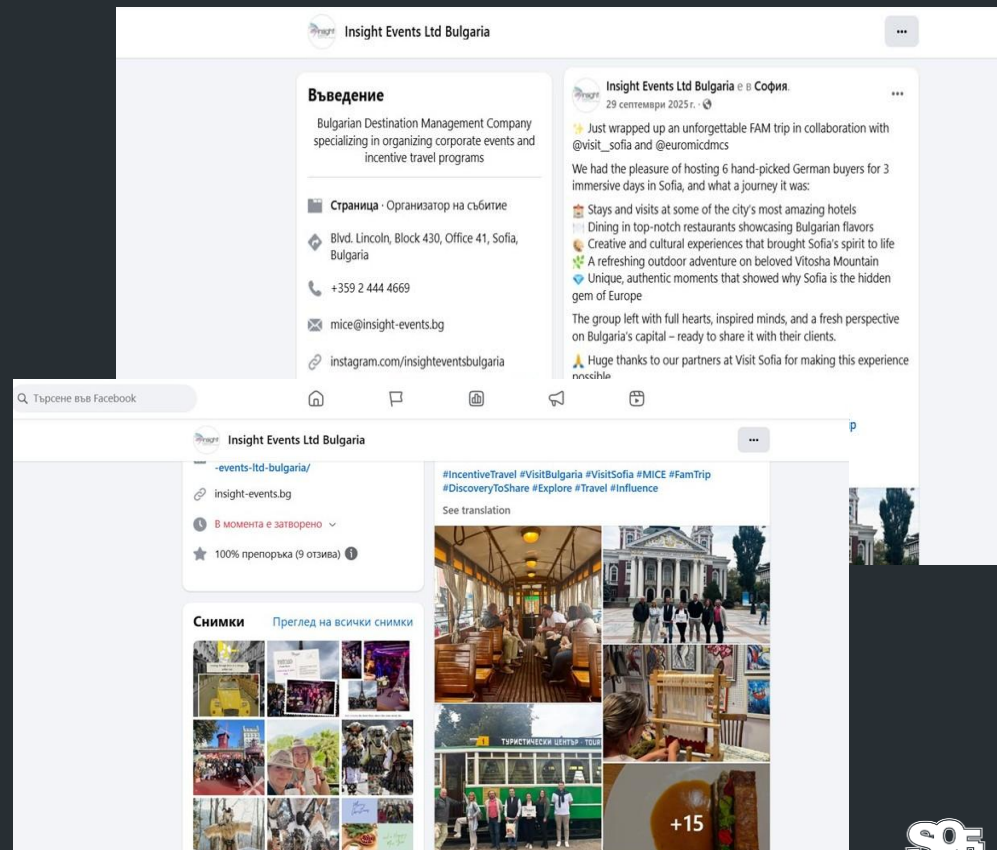 Insight Events Ltd Bulgaria
Въведение
Bulgarian Destination Management Company
specializing in organizing corporate events and
incentive travel programs
Страница · Организатор на събитие
Blvd. Lincoln, Block 430, Office 41, Sofia,
Bulgaria
+359 2 444 4669
mice@insight-events.bg
instagram.com/insighteventsbulgaria
Insight Events Ltd Bulgaria е в София.
29 септември 2025 г. ·
✨ Just wrapped up an unforgettable FAM trip in collaboration with
@visit_sofia and @euromicdmcs
We had the pleasure of hosting 6 hand-picked German buyers for 3
immersive days in Sofia, and what a journey it was:
🏨 Stays and visits at some of the city's most amazing hotels
🍽️ Dining in top-notch restaurants showcasing Bulgarian flavors
🎨 Creative and cultural experiences that brought Sofia's spirit to life
🌿 A refreshing outdoor adventure on beloved Vitosha Mountain
💎 Unique, authentic moments that showed why Sofia is the hidden
gem of Europe
The group left with full hearts, inspired minds, and a fresh perspective
on Bulgaria's capital – ready to share it with their clients.
🙏 Huge thanks to our partners at Visit Sofia for making this experience
possible
Търсене във Facebook
Insight Events Ltd Bulgaria
-events-ltd-bulgaria/
insight-events.bg
В момента е затворено
100% препоръка (9 отзива)
Снимки
Преглед на всички снимки
#IncentiveTravel #VisitBulgaria #VisitSofia #MICE #FamTrip
#DiscoveryToShare #Explore #Travel #Influence
See translation
ТУРИСТИЧЕСКИ ЦЕНТЪР · TOUR
+15